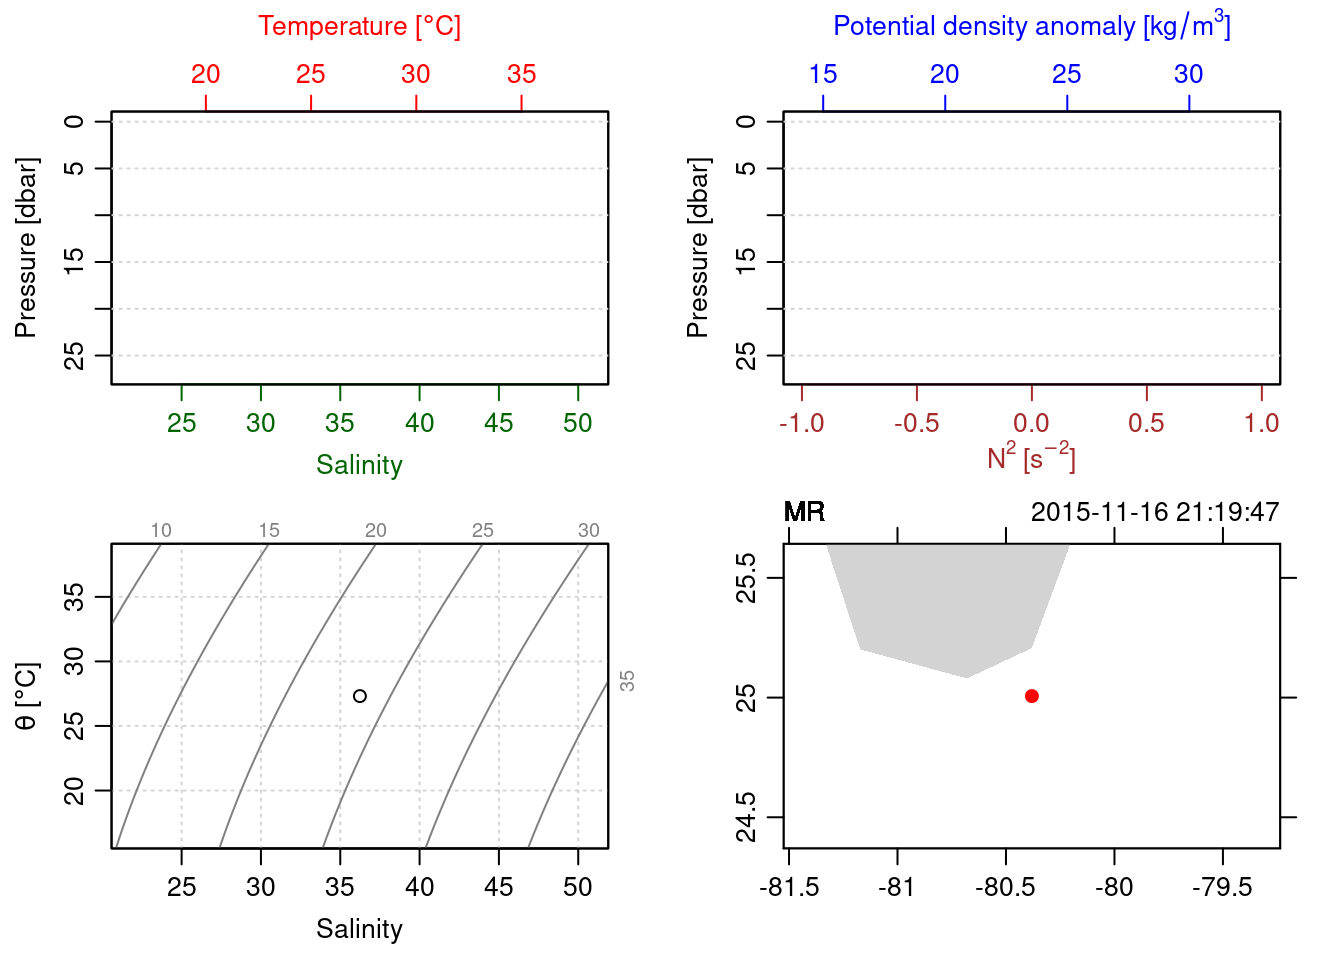 Temperature [°C]
20 25 30 35
Pressure [dbar]
0
5
15
25
25 30 35 40 45 50
Salinity
Potential density anomaly [kg/m³]
15 20 25 30
Pressure [dbar]
0
5
15
25
-1.0 -0.5 0.0 0.5 1.0
N² [s⁻²]
10 15 20 25 30
35
θ [°C]
35
30
25
20
25 30 35 40 45 50
Salinity
MR 2015-11-16 21:19:47
25.5
25
24.5
-81.5 -81 -80.5 -80 -79.5